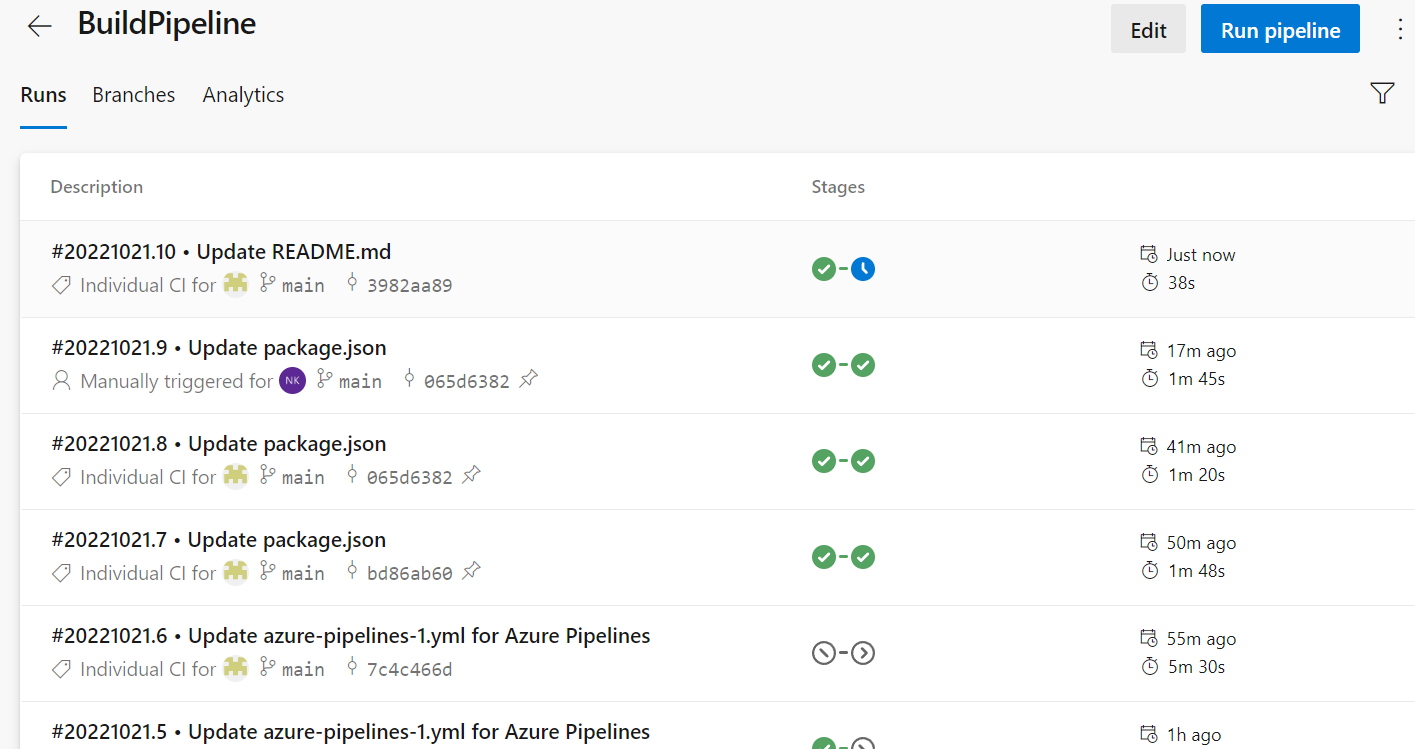 BuildPipeline
Edit
Run pipeline
Runs Branches Analytics
Description Stages
#20221021.10 • Update README.md
Just now
Individual CI for main 3982aa89
38s
#20221021.9 • Update package.json
17m ago
Manually triggered for NK main 065d6382
1m 45s
#20221021.8 • Update package.json
41m ago
Individual CI for main 065d6382
1m 20s
#20221021.7 • Update package.json
50m ago
Individual CI for main bd86ab60
1m 48s
#20221021.6 • Update azure-pipelines-1.yml for Azure Pipelines
55m ago
Individual CI for main 7c4c466d
5m 30s
#20221021.5 • Update azure-pipelines-1.yml for Azure Pipelines
1h ago